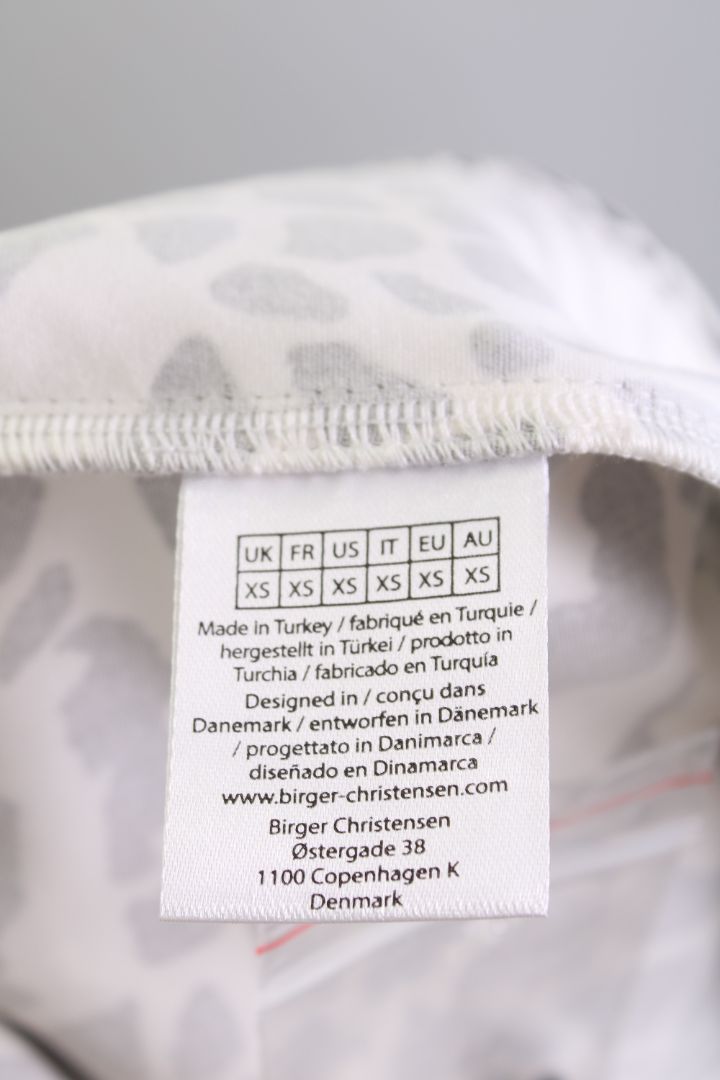 UK FR US IT EU AU
XS XS XS XS XS XS
Made in Turkey / fabriqué en Turquie /
hergestellt in Türkei / prodotto in
Turchia / fabricado en Turquía
Designed in / conçu dans
Danemark / entworfen in Dänemark
/ progettato in Danimarca /
diseñado en Dinamarca
www.birger-christensen.com
Birger Christensen
Østergade 38
1100 Copenhagen K
Denmark